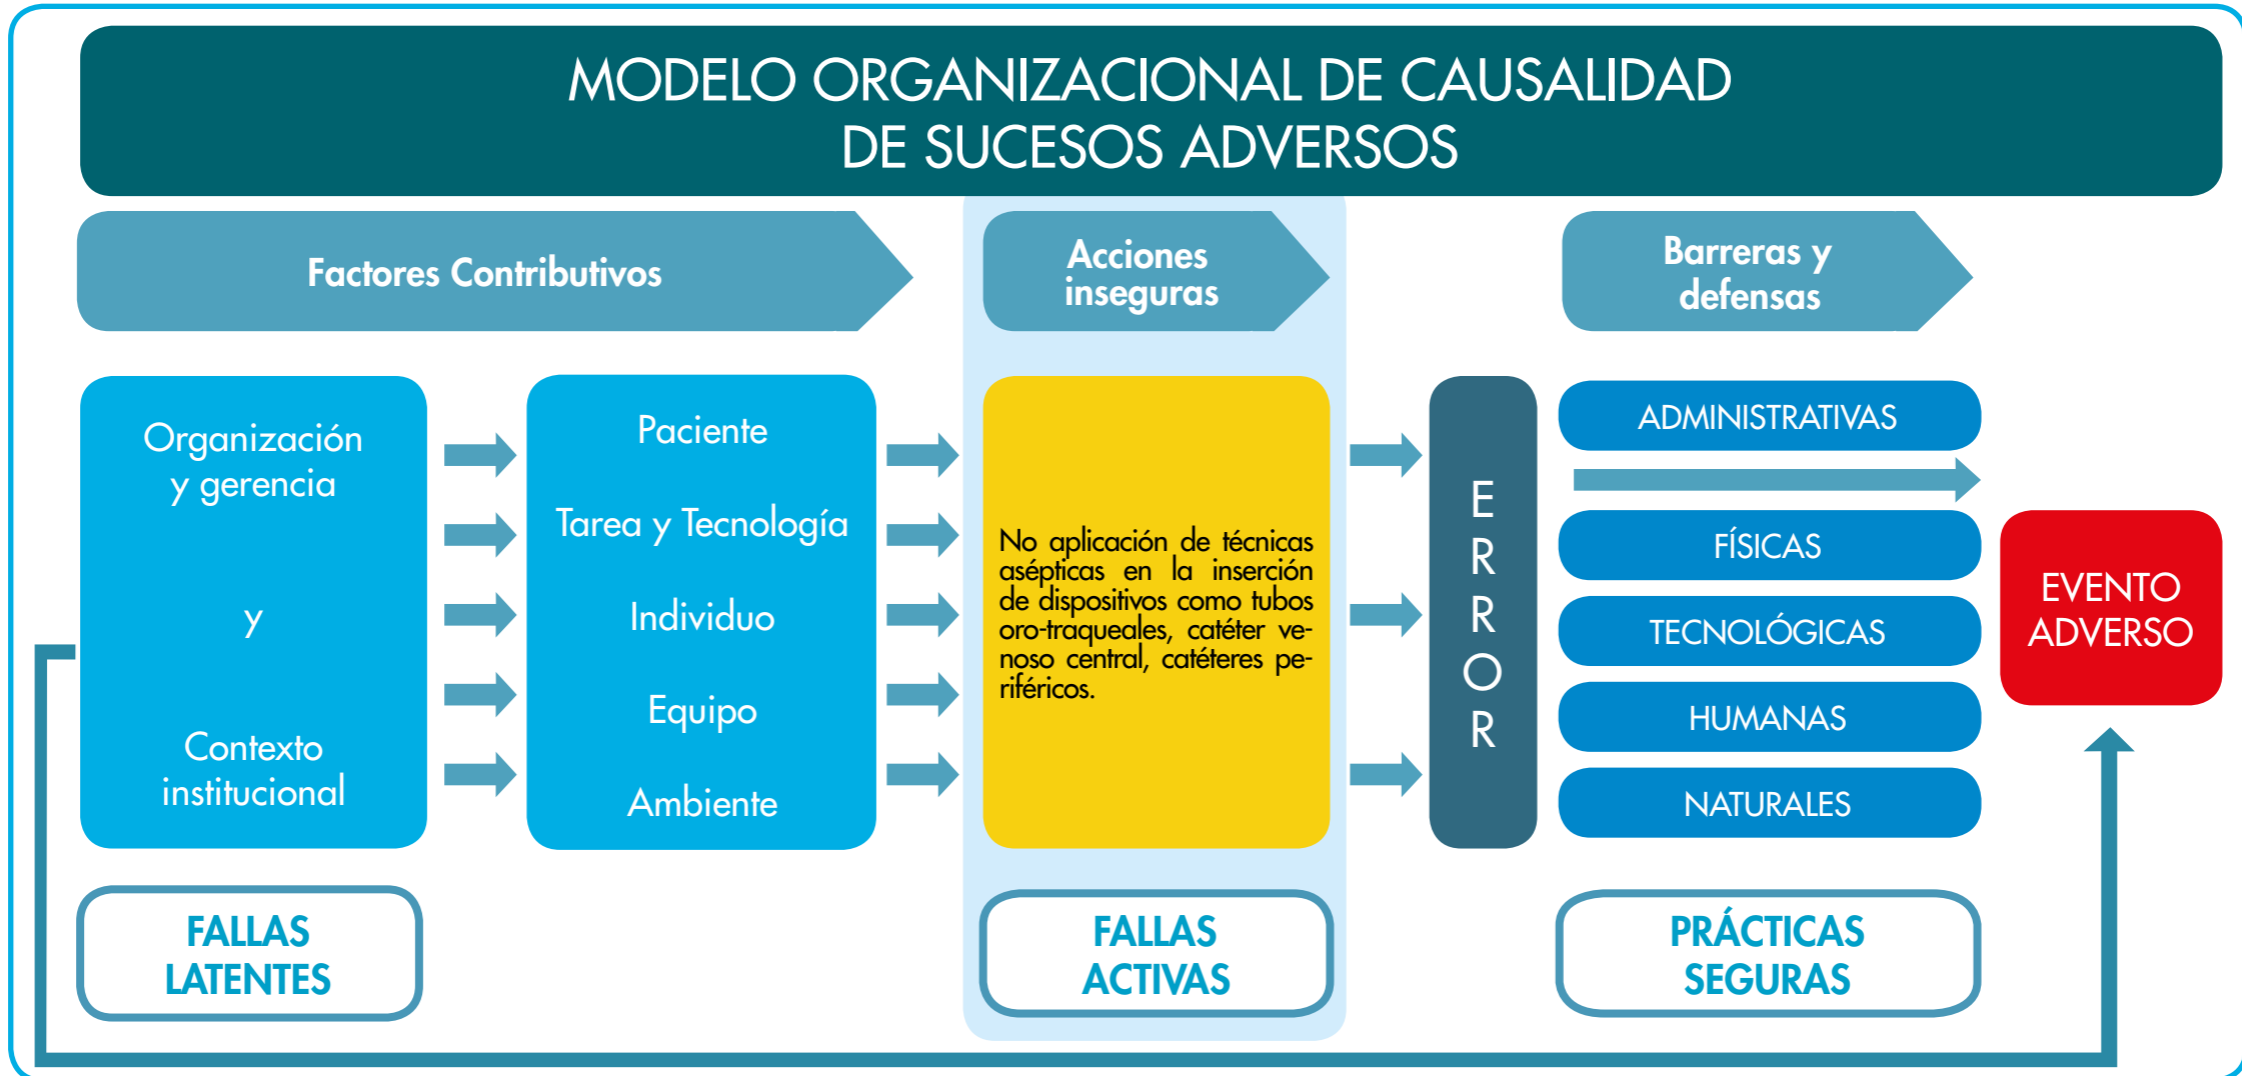 MODELO ORGANIZACIONAL DE CAUSALIDAD
DE SUCESOS ADVERSOS
Factores Contributivos
Acciones
inseguras
Barreras y
defensas
Organización
y gerencia
y
Contexto
institucional
Paciente
Tarea y Tecnología
Individuo
Equipo
Ambiente
No aplicación de técnicas
asépticas en la inserción
de dispositivos como tubos
oro-traqueales, catéter ve-
noso central, catéteres pe-
riféricos.
E
R
R
O
R
ADMINISTRATIVAS
FÍSICAS
TECNOLÓGICAS
HUMANAS
NATURALES
EVENTO
ADVERSO
FALLAS
LATENTES
FALLAS
ACTIVAS
PRÁCTICAS
SEGURAS